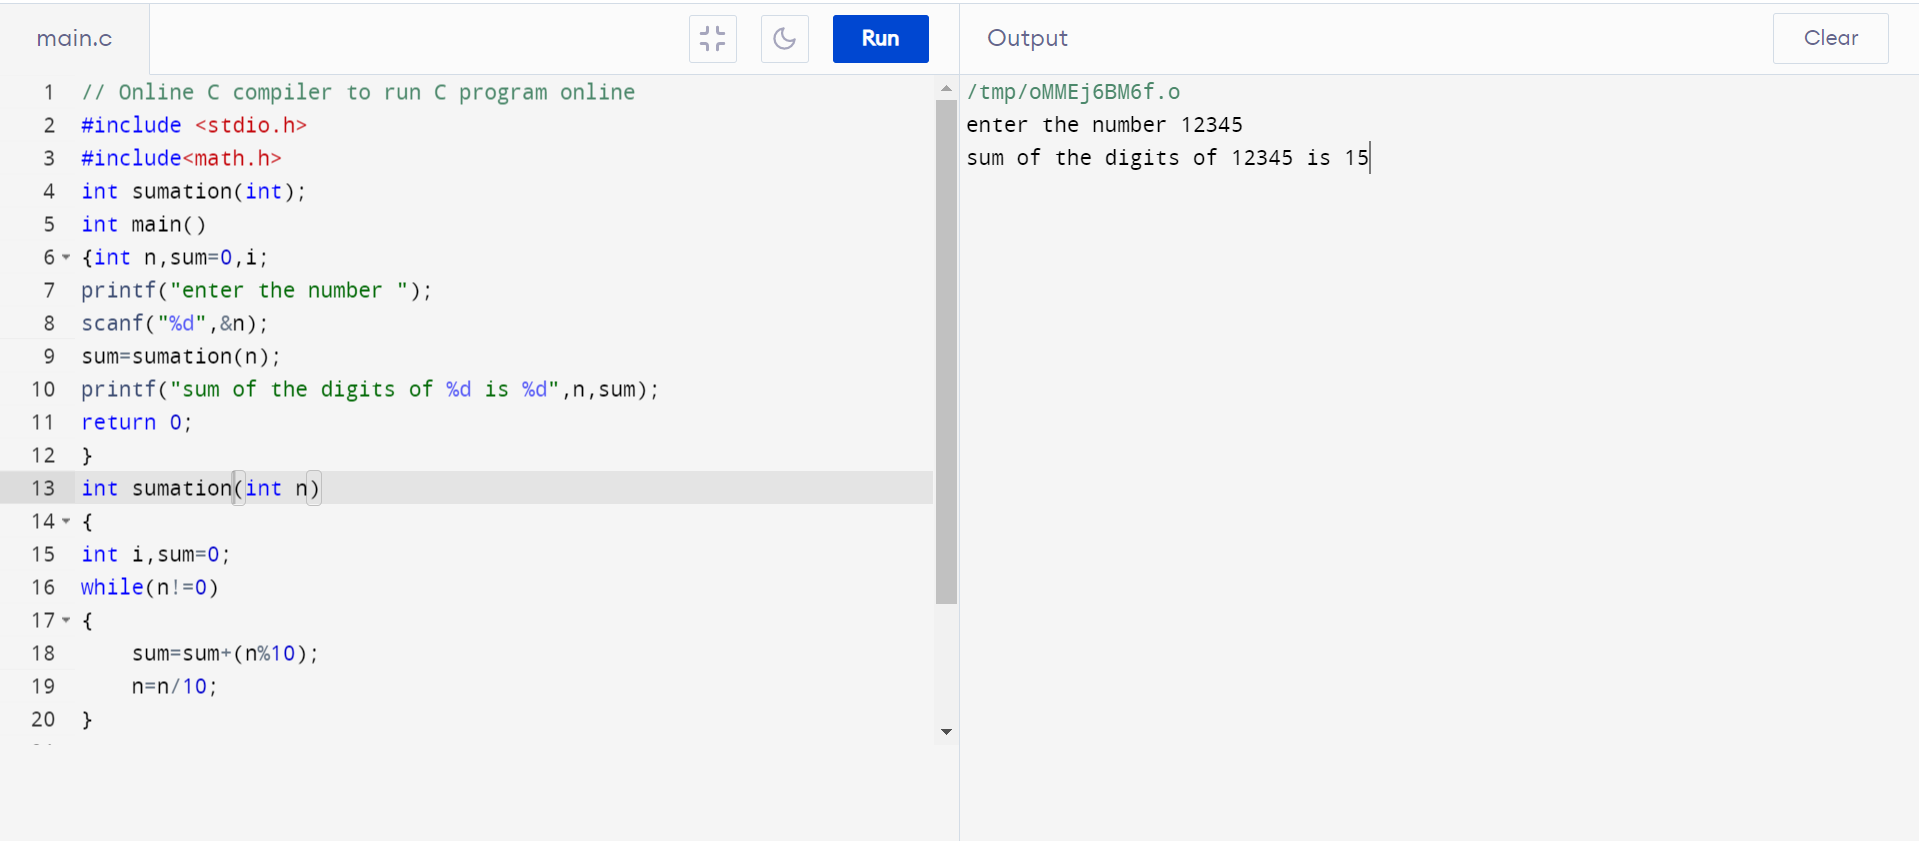 main.c
Run
Output
Clear
1 // Online C compiler to run C program online
2 #include <stdio.h>
3 #include<math.h>
4 int sumation(int);
5 int main()
6 {int n,sum=0,i;
7 printf("enter the number ");
8 scanf("%d",&n);
9 sum=sumation(n);
10 printf("sum of the digits of %d is %d",n,sum);
11 return 0;
12 }
13 int sumation(int n)
14 {
15 int i,sum=0;
16 while(n!=0)
17 {
18     sum=sum+(n%10);
19     n=n/10;
20 }
/tmp/oMMEj6BM6f.o
enter the number 12345
sum of the digits of 12345 is 15